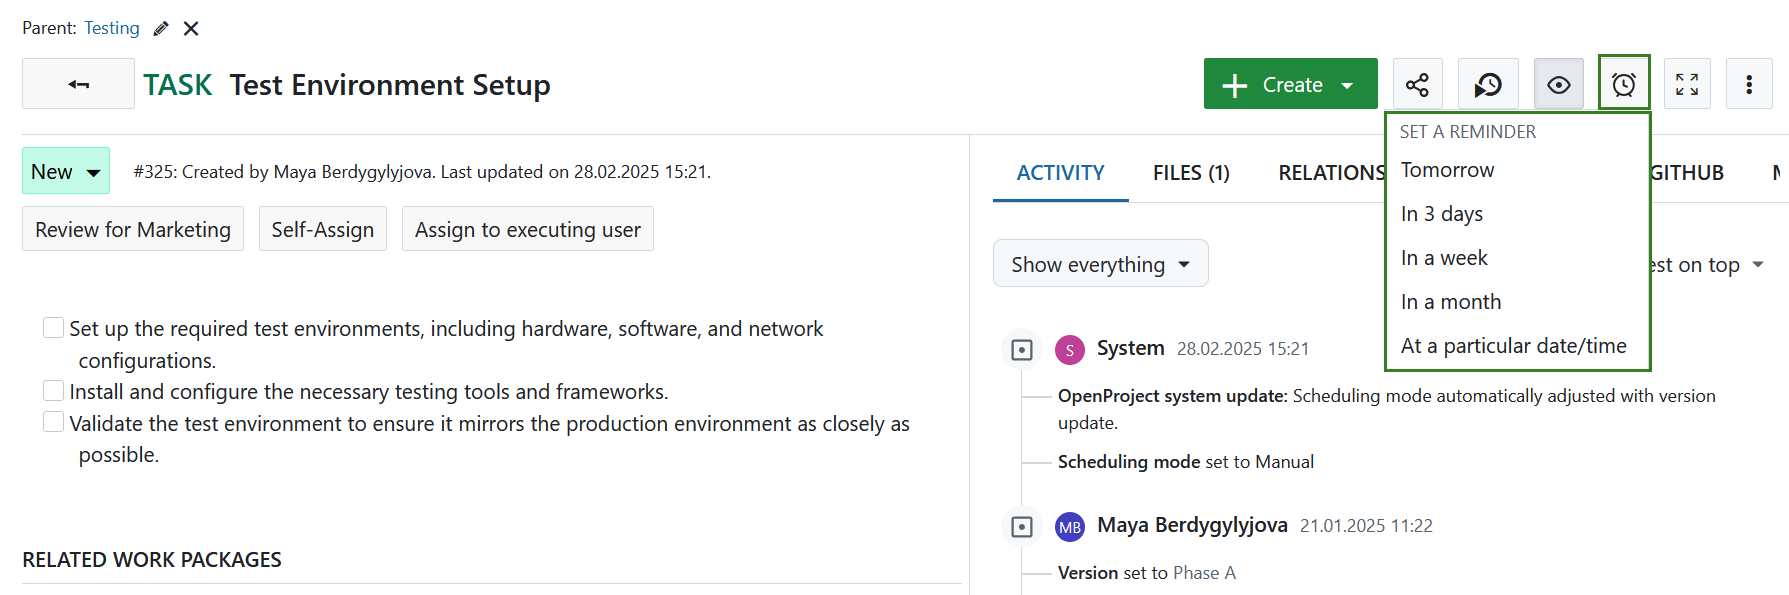 Parent: Testing
TASK Test Environment Setup
Create
SET A REMINDER
Tomorrow
In 3 days
In a week
In a month
At a particular date/time
New
#325: Created by Maya Berdygylyjova. Last updated on 28.02.2025 15:21.
Review for Marketing
Self-Assign
Assign to executing user
Set up the required test environments, including hardware, software, and network
configurations.
Install and configure the necessary testing tools and frameworks.
Validate the test environment to ensure it mirrors the production environment as closely as
possible.
RELATED WORK PACKAGES
ACTIVITY
FILES (1)
RELATIONS
GITHUB
Show everything
est on top
S
System 28.02.2025 15:21
OpenProject system update: Scheduling mode automatically adjusted with version
update.
Scheduling mode set to Manual
MB
Maya Berdygylyjova 21.01.2025 11:22
Version set to Phase A